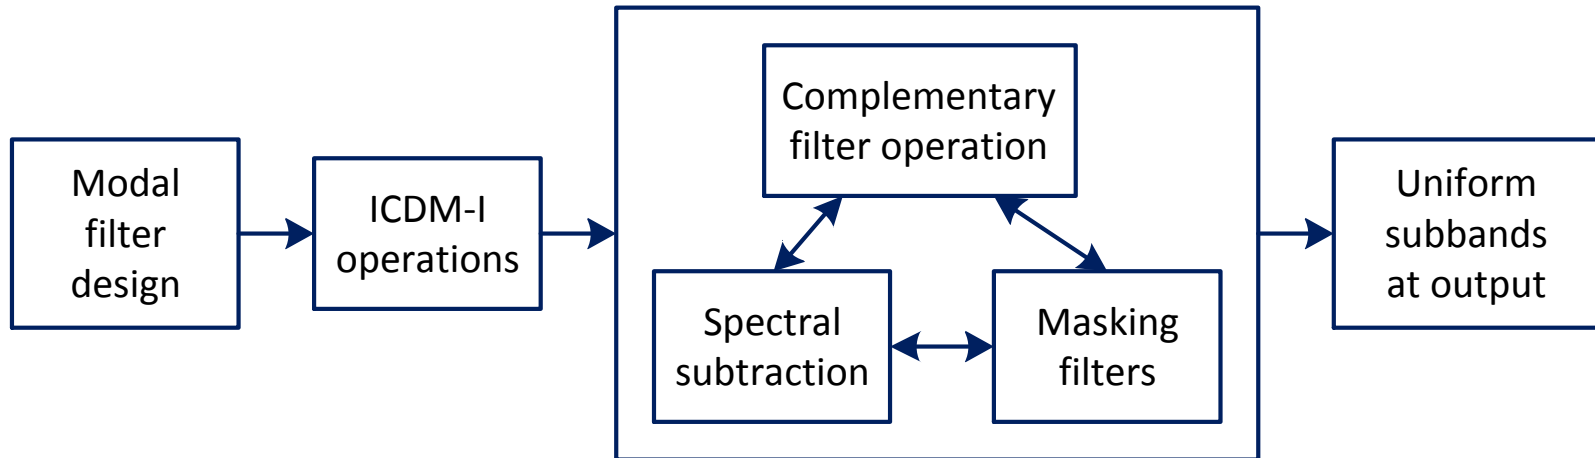 Modal
filter
design
ICDM-I
operations
Complementary
filter operation
Spectral
subtraction
Masking
filters
Uniform
subbands
at output